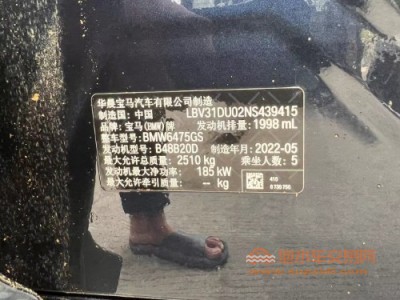 华晨宝马汽车有限公司制造
制造国: 中国 LBV31DU02NS439415
品牌: 宝马(BMW)牌 发动机排量: 1998 mL
整车型号: BMW6475GS
发动机型号: B48B20D 制造年月: 2022-05
最大允许总质量: 2510 kg 乘坐人数: 5
发动机最大净功率: 185 kW
最大允许牵引质量: – kg